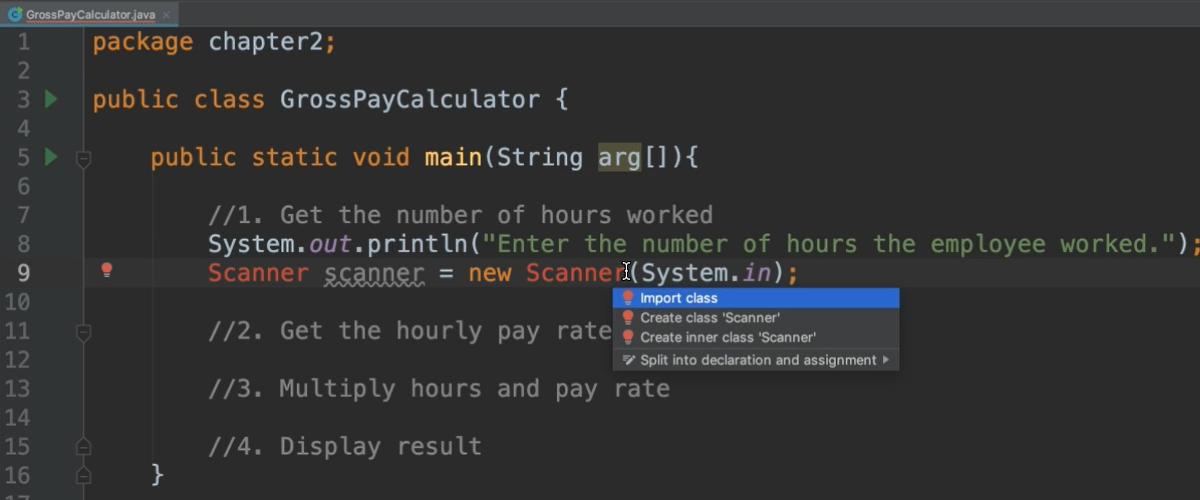 GrossPayCalculator.java ×
1 package chapter2;
2
3 public class GrossPayCalculator {
4
5 public static void main(String arg[]){
6
7 //1. Get the number of hours worked
8 System.out.println("Enter the number of hours the employee worked.");
9 Scanner scanner = new Scanner(System.in);
Import class
10
Create class 'Scanner'
11 //2. Get the hourly pay rate
Create inner class 'Scanner'
12
Split into declaration and assignment
13 //3. Multiply hours and pay rate
14
15 //4. Display result
16 }